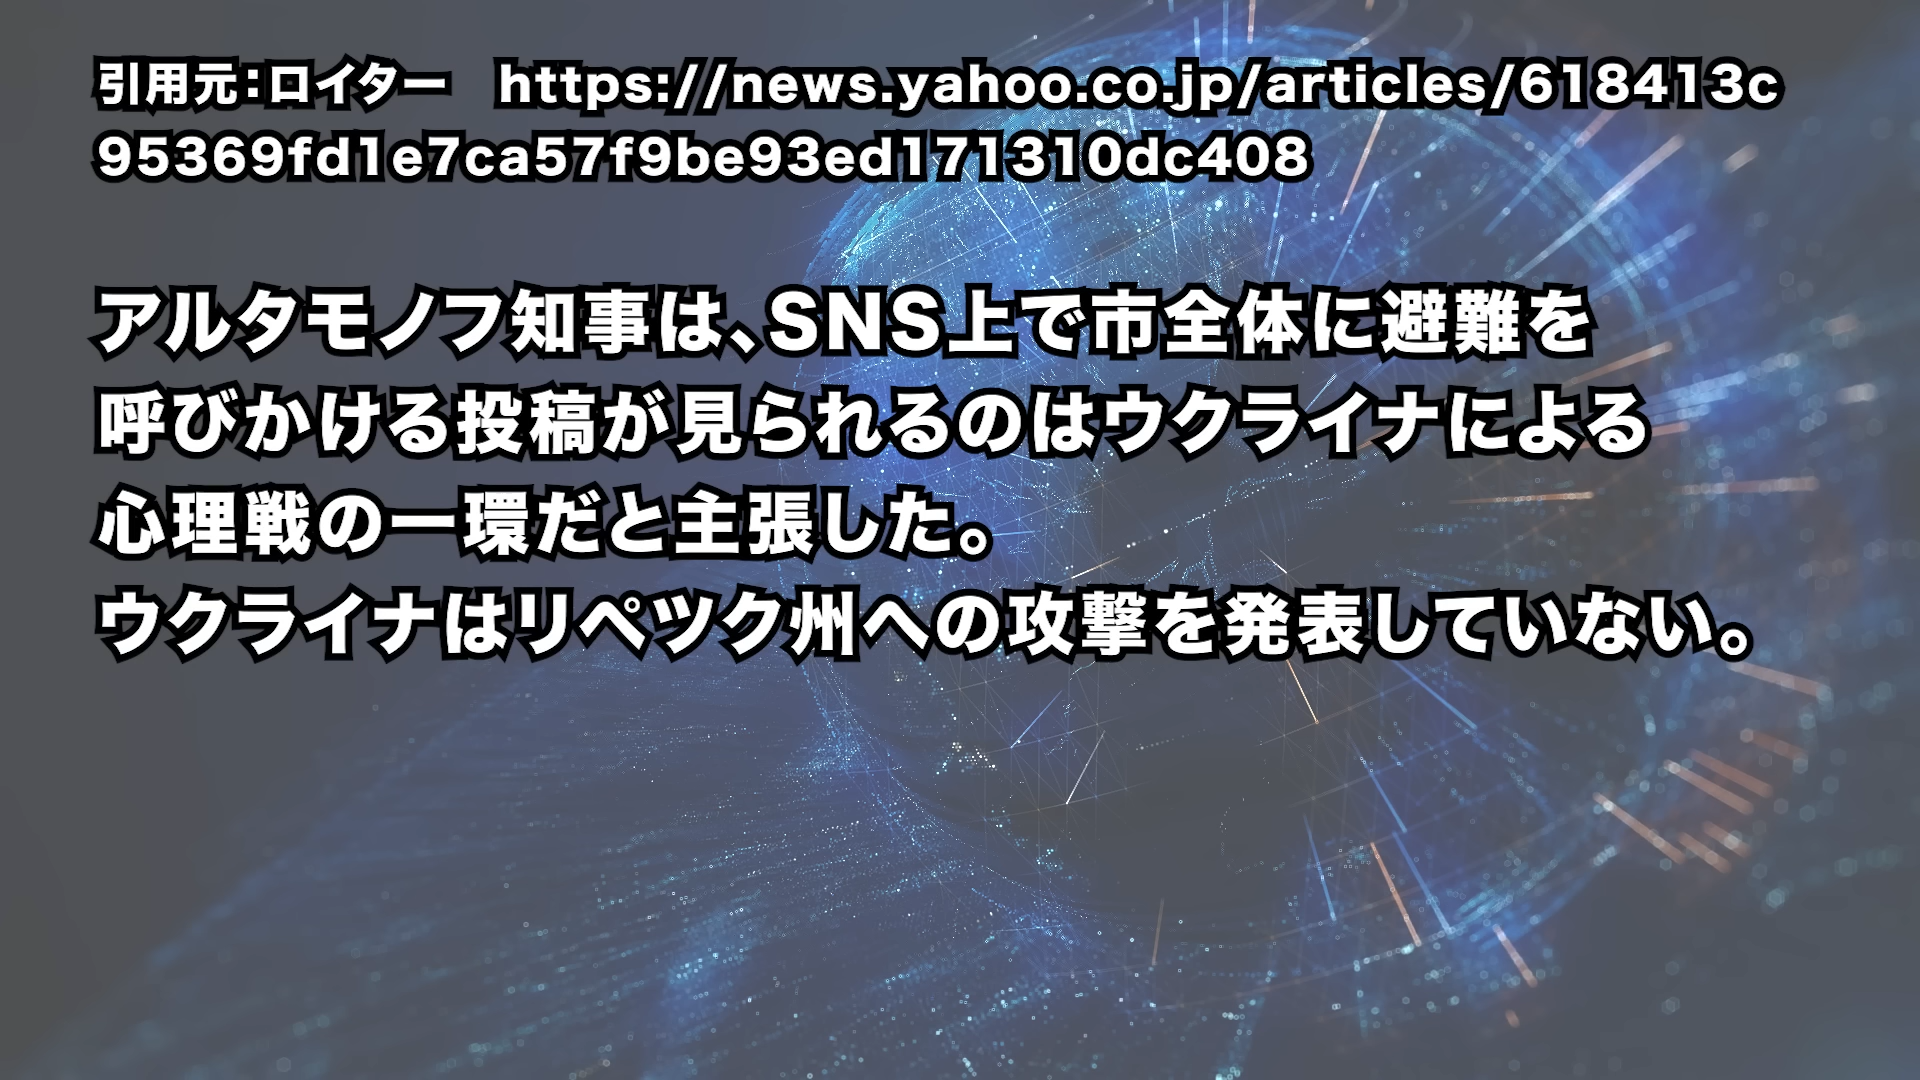 引用元：ロイター　https://news.yahoo.co.jp/articles/618413c
95369fd1e7ca57f9be93ed171310dc408
アルタモノフ知事は、SNS上で市全体に避難を
呼びかける投稿が見られるのはウクライナによる
心理戦の一環だと主張した。
ウクライナはリペツク州への攻撃を発表していない。